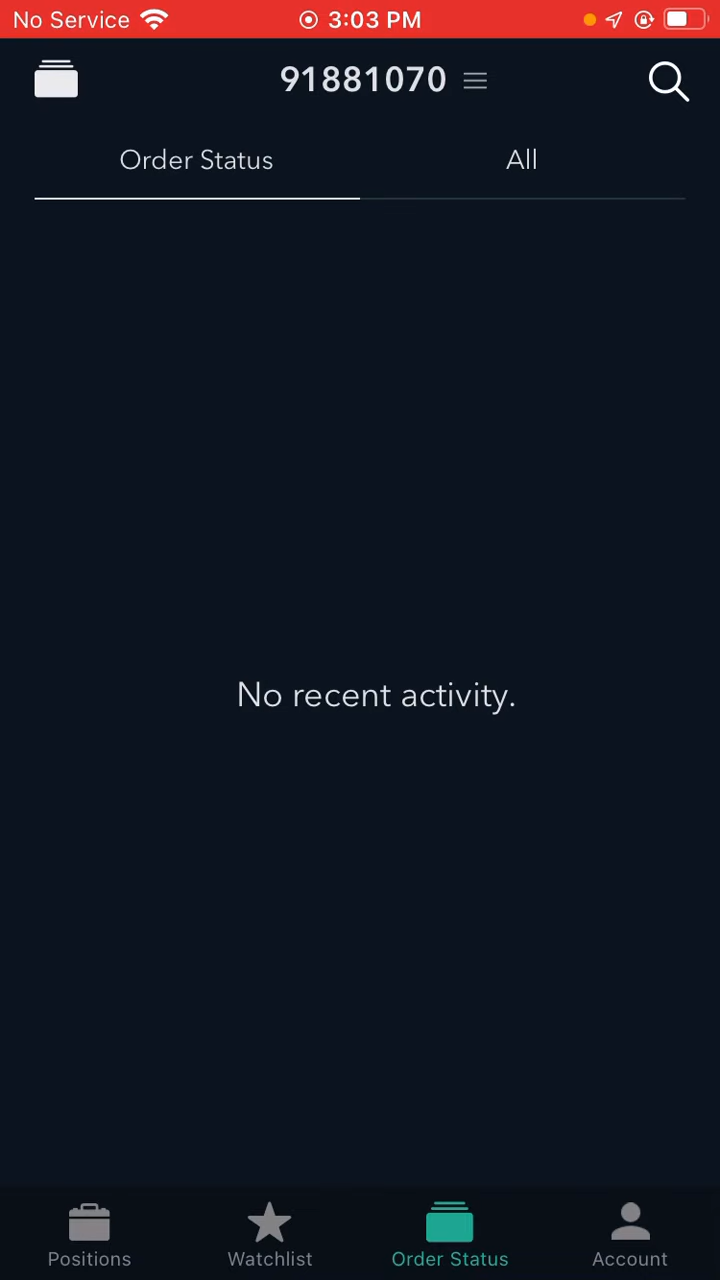 No Service 3:03 PM
91881070
Order Status All
No recent activity.
Positions Watchlist Order Status Account